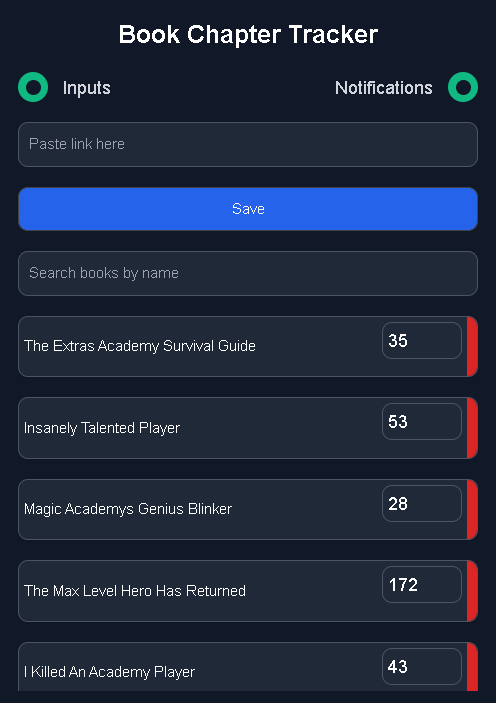 Book Chapter Tracker
Inputs
Notifications
Paste link here
Save
Search books by name
The Extras Academy Survival Guide
35
Insanely Talented Player
53
Magic Academys Genius Blinker
28
The Max Level Hero Has Returned
172
I Killed An Academy Player
43